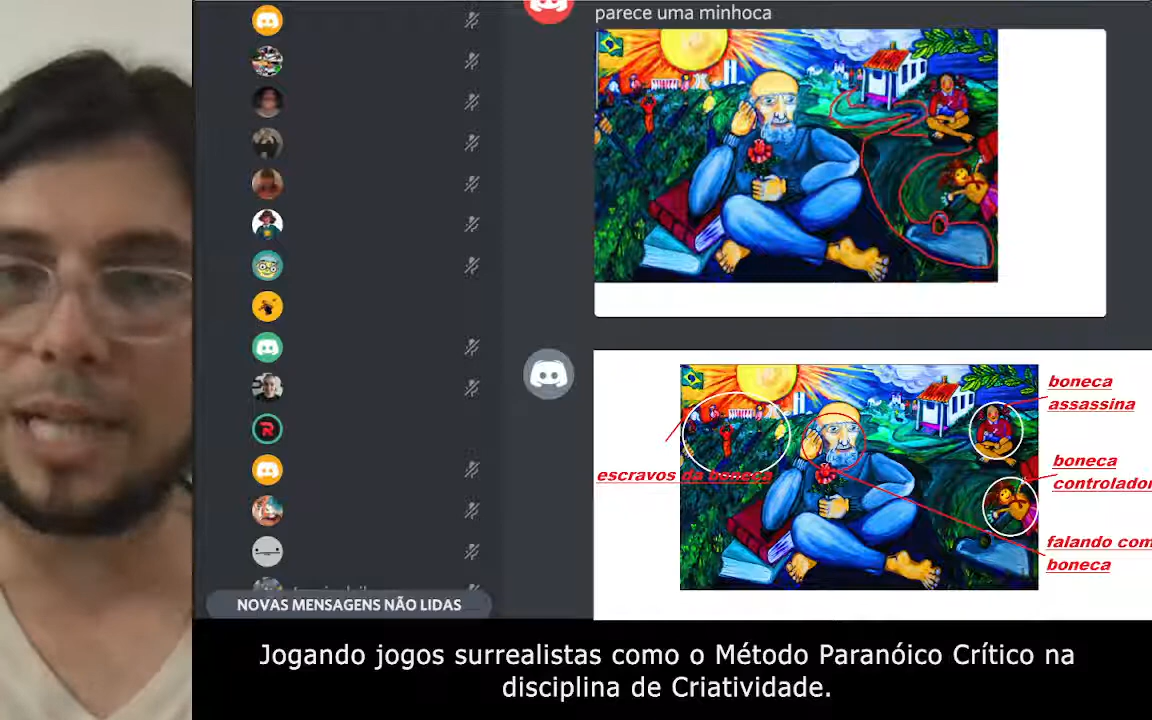 parece uma minhoca
boneca
assassina
boneca
controlador
escravos da boneca
falando com
boneca
NOVAS MENSAGENS NÃO LIDAS
Jogando jogos surrealistas como o Método Paranóico Crítico na
disciplina de Criatividade.